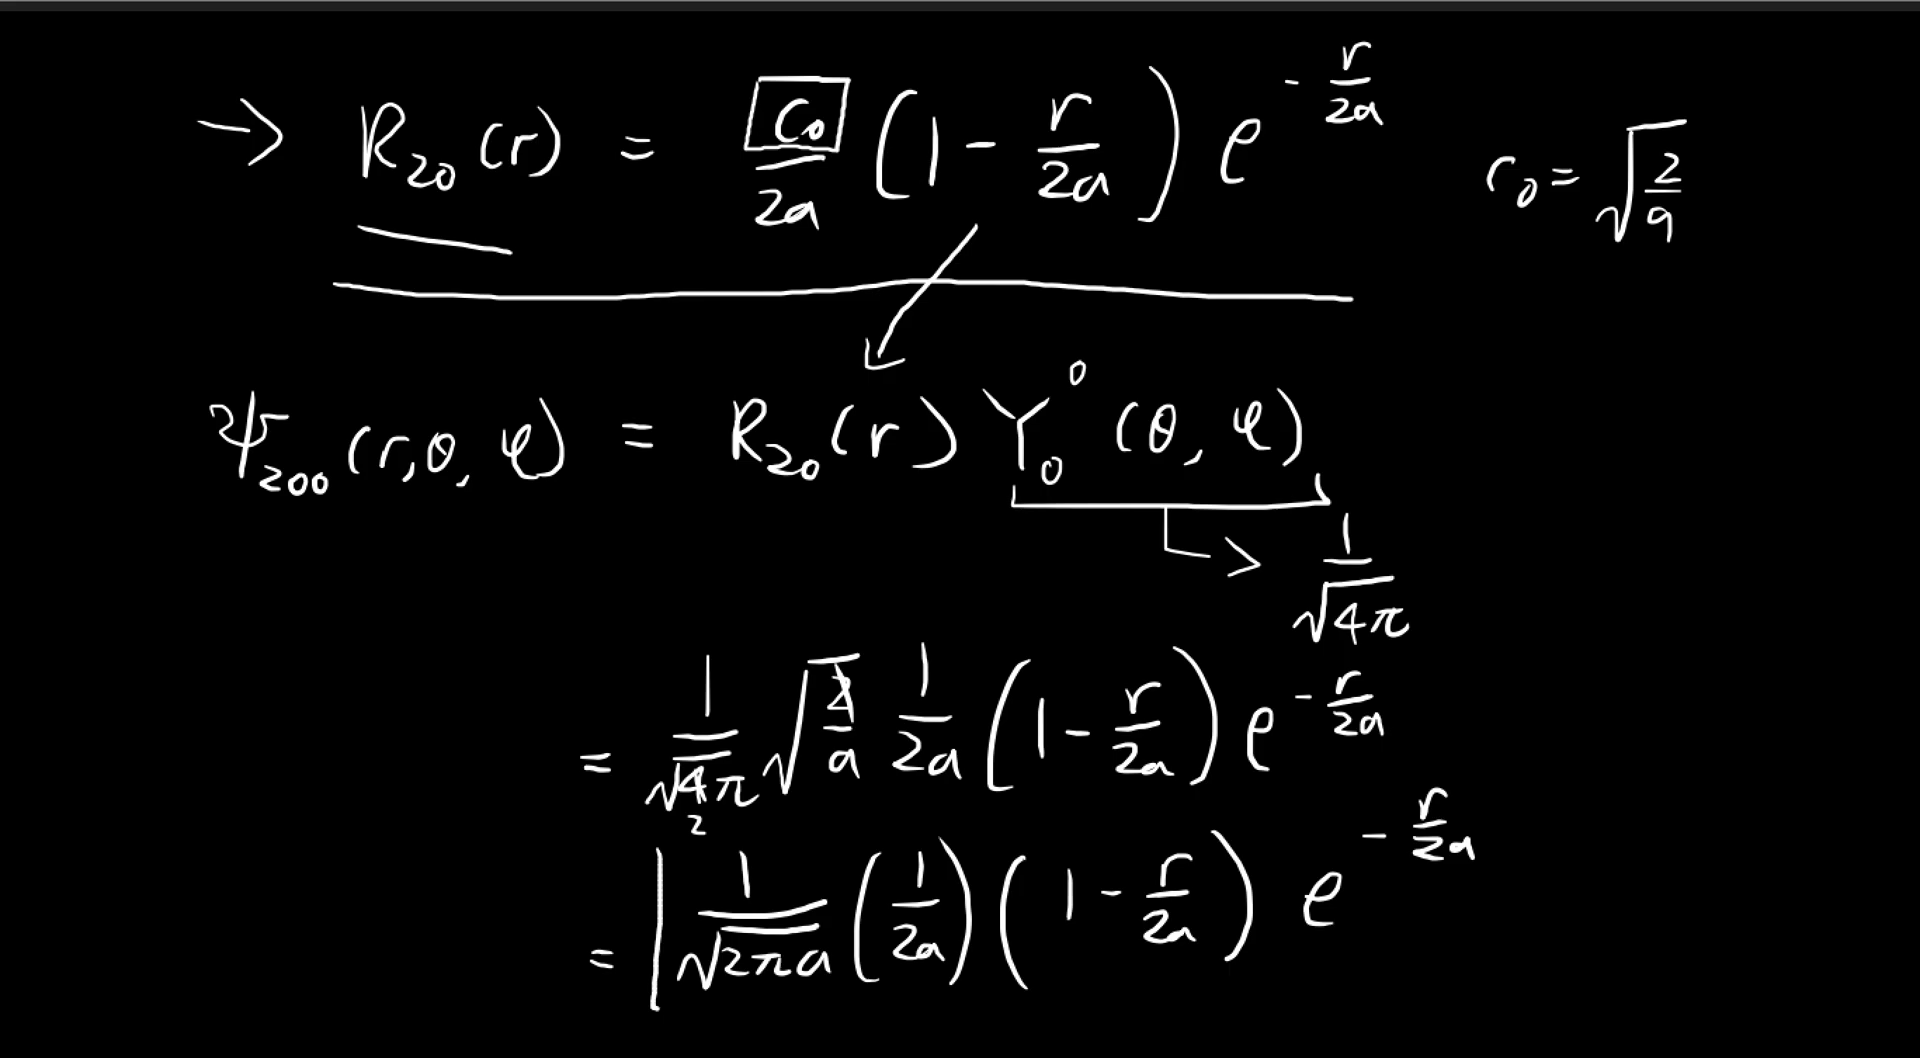 → R₂₀(r) = C₀/2a (1 - r/2a) e^(-r/2a)   r₀ = √(2/a)
ψ₂₀₀(r,θ,φ) = R₂₀(r) Y₀⁰(θ,φ)
→ 1/√(4π)
= 1/√(4π) √(2/a) 1/2a (1 - r/2a) e^(-r/2a)
2
= 1/√(2πa) (1/2a) (1 - r/2a) e^(-r/2a)